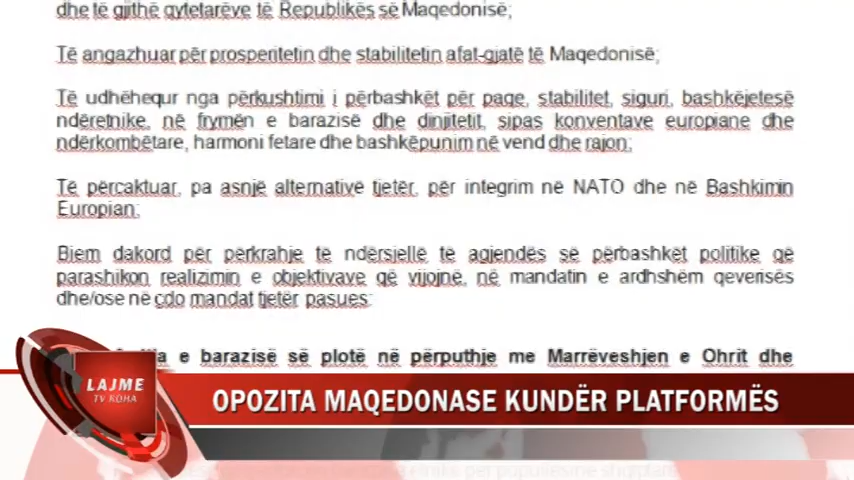 dhe të gjithë qytetarëve të Republikës së Maqedonisë;
Të angazhuar për prosperitetin dhe stabilitetin afat-gjatë të Maqedonisë;
Të udhëhequr nga përkushtimi i përbashkët për paqe, stabilitet, siguri, bashkëjetesë
ndëretnike, në frymën e barazisë dhe dinjitetit, sipas konventave europiane dhe
ndërkombëtare, harmoni fetare dhe bashkëpunim në vend dhe rajon;
Të përcaktuar, pa asnjë alternativë tjetër, për integrim në NATO dhe në Bashkimin
Europian;
Biem dakord për përkrahje të ndërsjellë të agjendës së përbashkët politike që
parashikon realizimin e objektivave që vijojnë, në mandatin e ardhshëm qeverisës
dhe/ose në çdo mandat tjetër pasues:
e barazisë së plotë në përputhje me Marrëveshjen e Ohrit dhe
LAJME
TV KOHA
OPOZITA MAQEDONASE KUNDËR PLATFORMËS